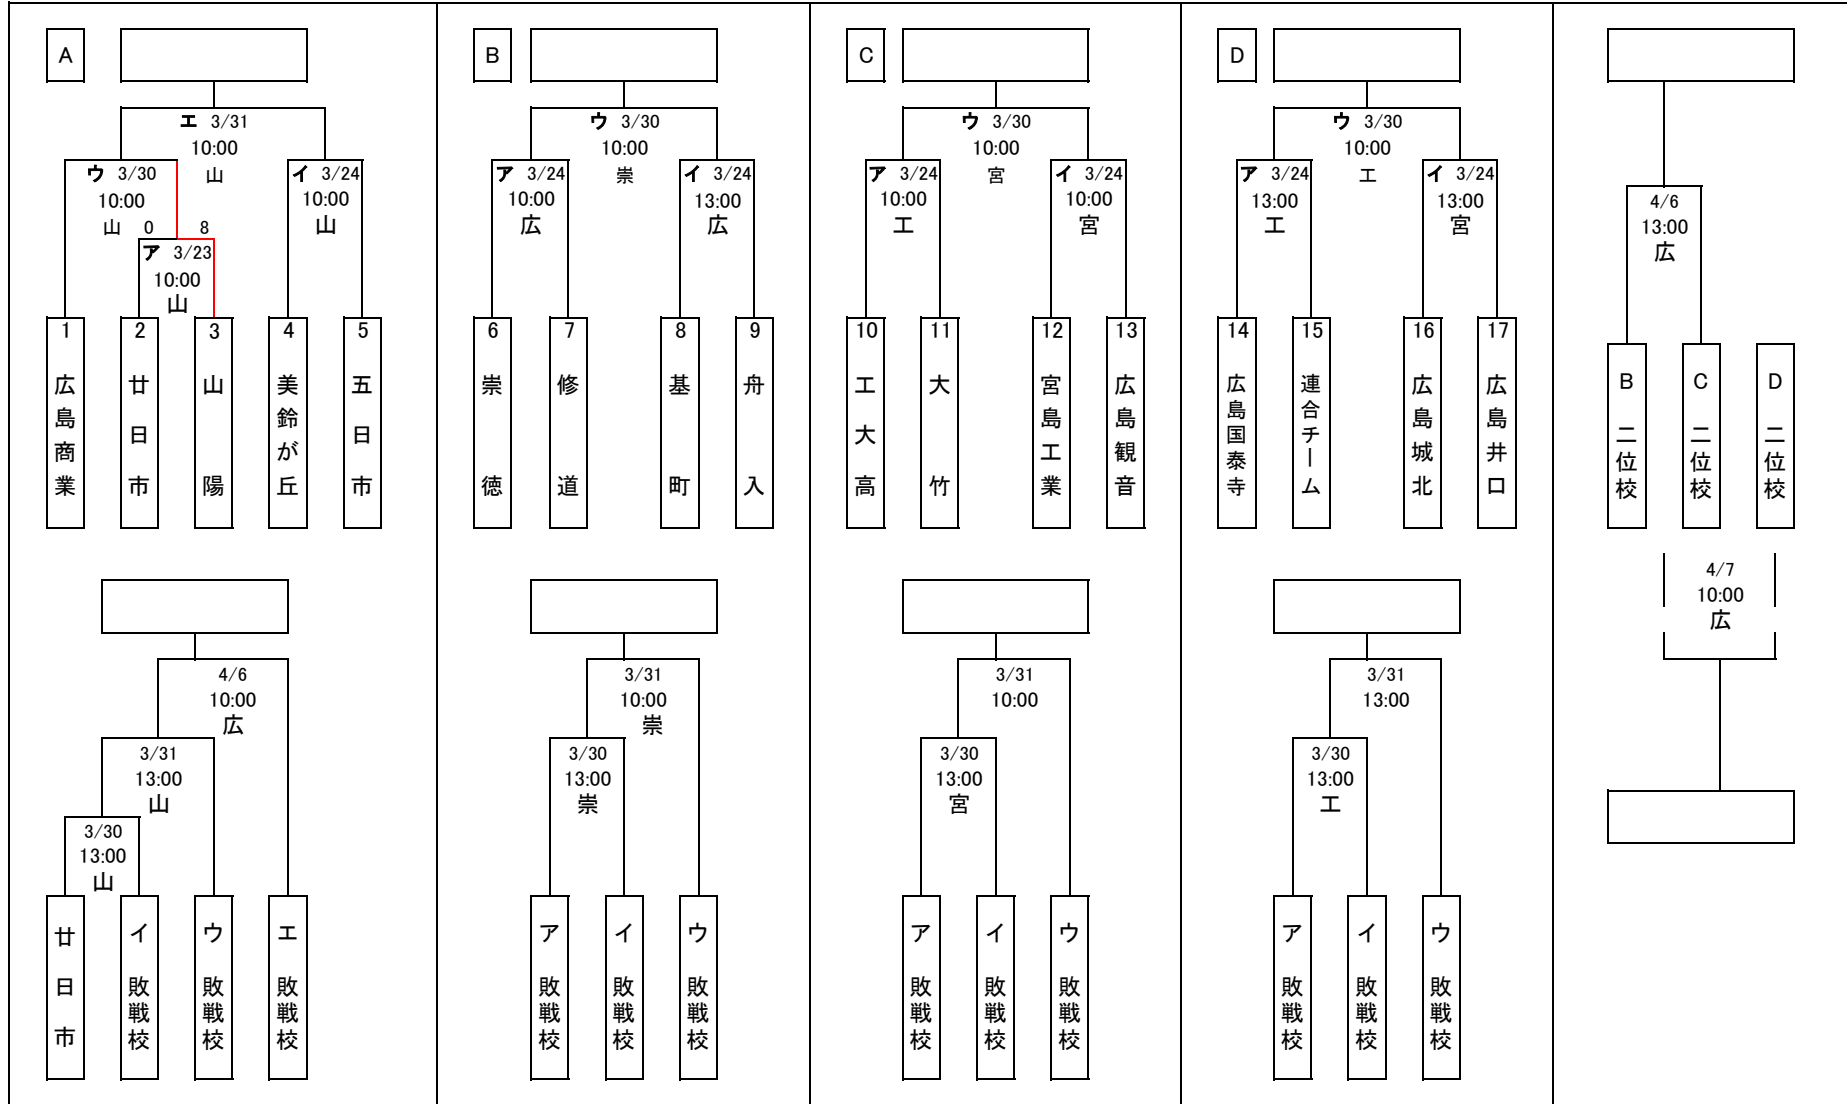 A
エ 3/31
10:00
山
ウ 3/30
10:00
山
イ 3/24
10:00
山
0 8
ア 3/23
10:00
山
1 広島商業
2 廿日市
3 山陽
4 美鈴が丘
5 五日市
B
ウ 3/30
10:00
崇
ア 3/24
10:00
広
イ 3/24
13:00
広
6 崇徳
7 修道
8 基町
9 舟入
C
ウ 3/30
10:00
宮
ア 3/24
10:00
工
イ 3/24
10:00
宮
10 工大高
11 大竹
12 宮島工業
13 広島観音
D
ウ 3/30
10:00
工
ア 3/24
13:00
工
イ 3/24
13:00
宮
14 広島国泰寺
15 連合チーム
16 広島城北
17 広島井口
4/6
13:00
広
B 二位校
C 二位校
D 二位校
4/7
10:00
広
4/6
10:00
広
3/31
13:00
山
3/30
13:00
山
廿日市
イ 敗戦校
ウ 敗戦校
エ 敗戦校
3/31
10:00
崇
3/30
13:00
崇
ア 敗戦校
イ 敗戦校
ウ 敗戦校
3/31
10:00
3/30
13:00
宮
ア 敗戦校
イ 敗戦校
ウ 敗戦校
3/31
13:00
3/30
13:00
工
ア 敗戦校
イ 敗戦校
ウ 敗戦校